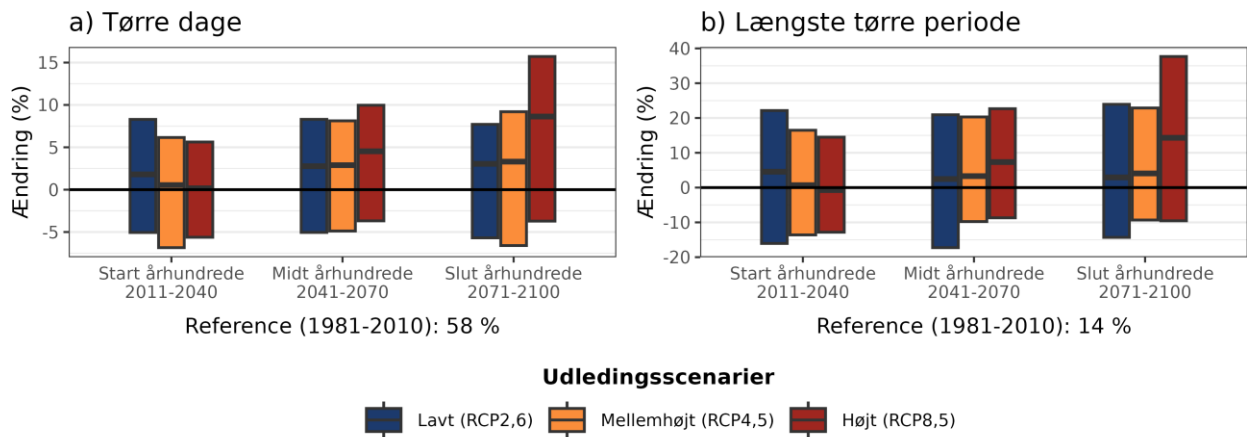 a) Tørre dage
Ændring (%)
15
10
5
0
-5
Start århundrede
2011-2040
Midt århundrede
2041-2070
Slut århundrede
2071-2100
Reference (1981-2010): 58 %
b) Længste tørre periode
Ændring (%)
40
30
20
10
0
-10
-20
Start århundrede
2011-2040
Midt århundrede
2041-2070
Slut århundrede
2071-2100
Reference (1981-2010): 14 %
Udledingsscenarier
Lavt (RCP2,6)
Mellemhøjt (RCP4,5)
Højt (RCP8,5)